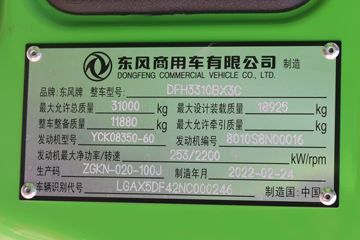 东风商用车有限公司 制造
DONGFENG COMMERCIAL VEHICLE CO., LTD.
品牌: 东风牌 整车型号: DFH3310BX3C
最大允许总质量: 31000 kg 最大设计装载质量: 18925 kg
整车整备质量: 11880 kg 最大允许牵引质量: kg
发动机型号: YCK08350-60 发动机编号: 8010S8N00016
发动机最大净功率/转速: 253/2200 kW/rpm
生产码: ZGKN-020-100J 制造年月: 2022-02-24
车辆识别代号: LGAX5DF42NC000246 制造国: 中国